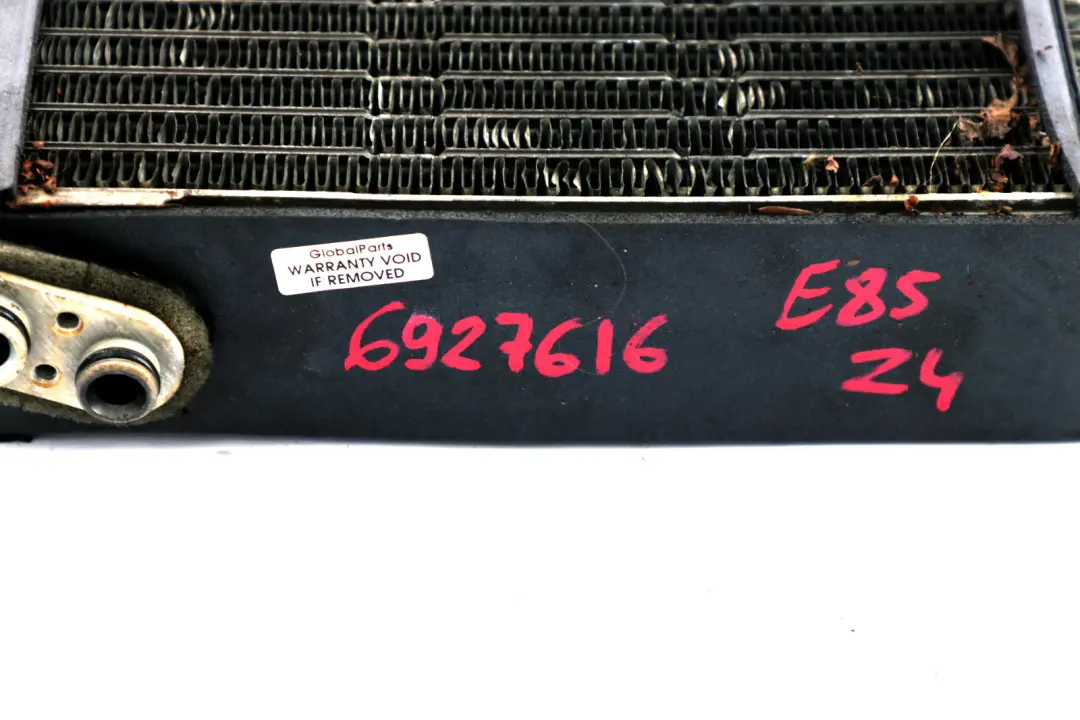 GlobalParts
WARRANTY VOID
IF REMOVED
6927616
E85
Z4